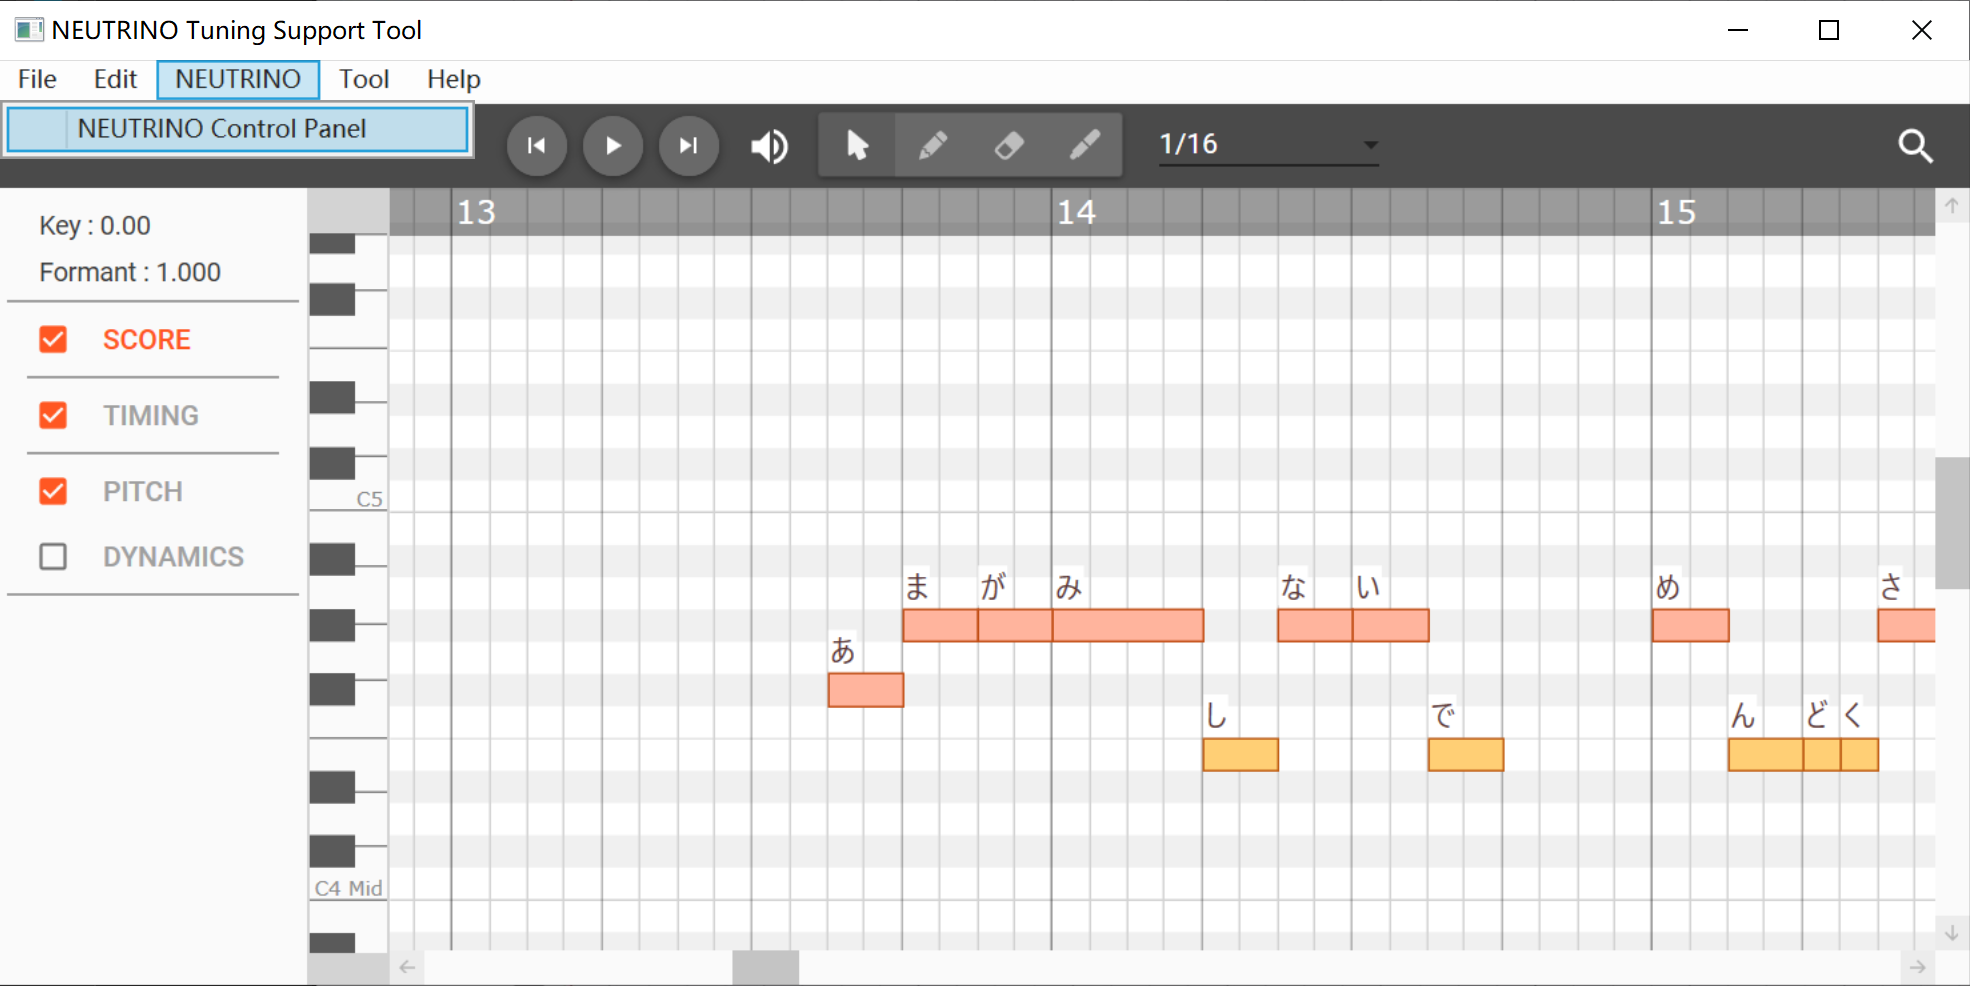 NEUTRINO Tuning Support Tool
File Edit NEUTRINO Tool Help
NEUTRINO Control Panel
1/16
Key : 0.00
Formant : 1.000
SCORE
TIMING
PITCH
DYNAMICS
13 14 15
C5
C4 Mid
ま が み な い め さ
あ
し で ん ど く